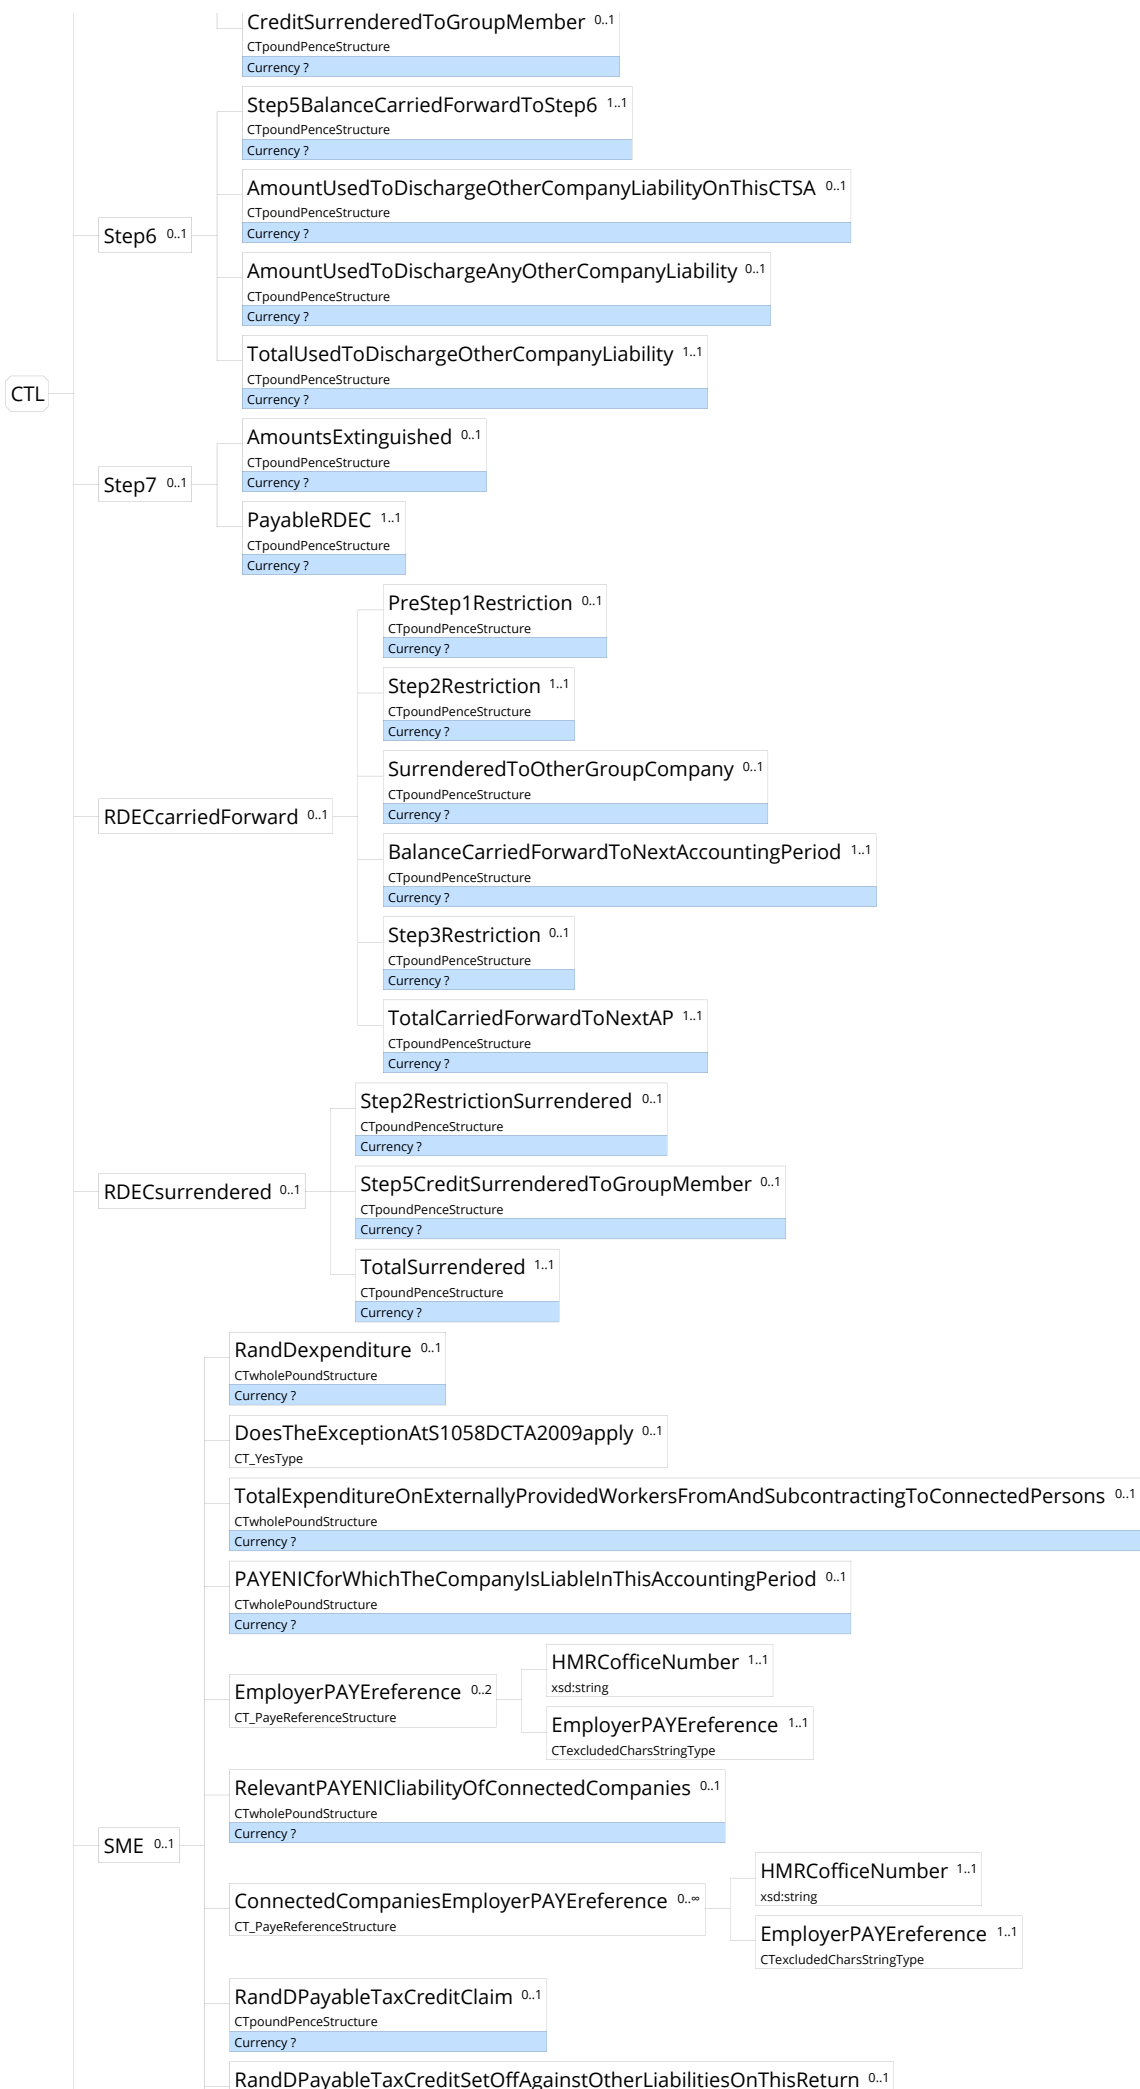 CreditSurrenderedToGroupMember 0..1
CTpoundPenceStructure
Currency ?
Step5BalanceCarriedForwardToStep6 1..1
CTpoundPenceStructure
Currency ?
AmountUsedToDischargeOtherCompanyLiabilityOnThisCTSA 0..1
CTpoundPenceStructure
Currency ?
Step6 0..1
AmountUsedToDischargeAnyOtherCompanyLiability 0..1
CTpoundPenceStructure
Currency ?
TotalUsedToDischargeOtherCompanyLiability 1..1
CTpoundPenceStructure
Currency ?
CTL
AmountsExtinguished 0..1
CTpoundPenceStructure
Currency ?
Step7 0..1
PayableRDEC 1..1
CTpoundPenceStructure
Currency ?
PreStep1Restriction 0..1
CTpoundPenceStructure
Currency ?
Step2Restriction 1..1
CTpoundPenceStructure
Currency ?
SurrenderedToOtherGroupCompany 0..1
CTpoundPenceStructure
Currency ?
RDECcarriedForward 0..1
BalanceCarriedForwardToNextAccountingPeriod 1..1
CTpoundPenceStructure
Currency ?
Step3Restriction 0..1
CTpoundPenceStructure
Currency ?
TotalCarriedForwardToNextAP 1..1
CTpoundPenceStructure
Currency ?
Step2RestrictionSurrendered 0..1
CTpoundPenceStructure
Currency ?
RDECsurrendered 0..1
Step5CreditSurrenderedToGroupMember 0..1
CTpoundPenceStructure
Currency ?
TotalSurrendered 1..1
CTpoundPenceStructure
Currency ?
RandDexpenditure 0..1
CTwholePoundStructure
Currency ?
DoesTheExceptionAtS1058DCTA2009apply 0..1
CT_YesType
TotalExpenditureOnExternallyProvidedWorkersFromAndSubcontractingToConnectedPersons 0..1
CTwholePoundStructure
Currency ?
PAYENICforWhichTheCompanyIsLiableInThisAccountingPeriod 0..1
CTwholePoundStructure
Currency ?
EmployerPAYEreference 0..2
CT_PayeReferenceStructure
HMRCofficeNumber 1..1
xsd:string
EmployerPAYEreference 1..1
CTexcludedCharsStringType
RelevantPAYENICliabilityOfConnectedCompanies 0..1
CTwholePoundStructure
Currency ?
SME 0..1
ConnectedCompaniesEmployerPAYEreference 0..∞
CT_PayeReferenceStructure
HMRCofficeNumber 1..1
xsd:string
EmployerPAYEreference 1..1
CTexcludedCharsStringType
RandDPayableTaxCreditClaim 0..1
CTpoundPenceStructure
Currency ?
RandDPayableTaxCreditSetOffAgainstOtherLiabilitiesOnThisReturn 0..1